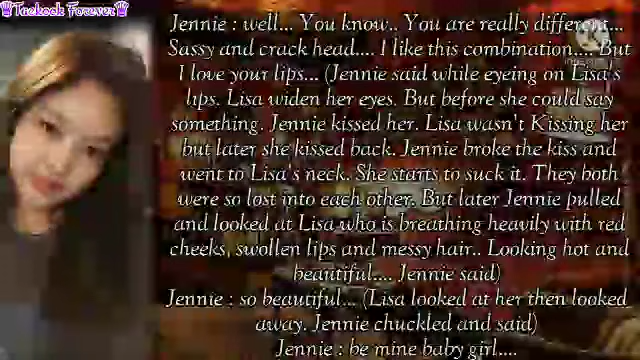 ♛Taekook Forever♛
Jennie : well... You know.. You are really different...
Sassy and crack head.... I like this combination.... But
I love your lips... (Jennie said while eyeing on Lisa's
lips. Lisa widen her eyes. But before she could say
something. Jennie kissed her. Lisa wasn't Kissing her
but later she kissed back. Jennie broke the kiss and
went to Lisa's neck. She starts to suck it. They both
were so lost into each other. But later Jennie pulled
and looked at Lisa who is breathing heavily with red
cheeks, swollen lips and messy hair.. Looking hot and
beautiful.... Jennie said)
Jennie : so beautiful... (Lisa looked at her then looked
away. Jennie chuckled and said)
Jennie : be mine baby girl....